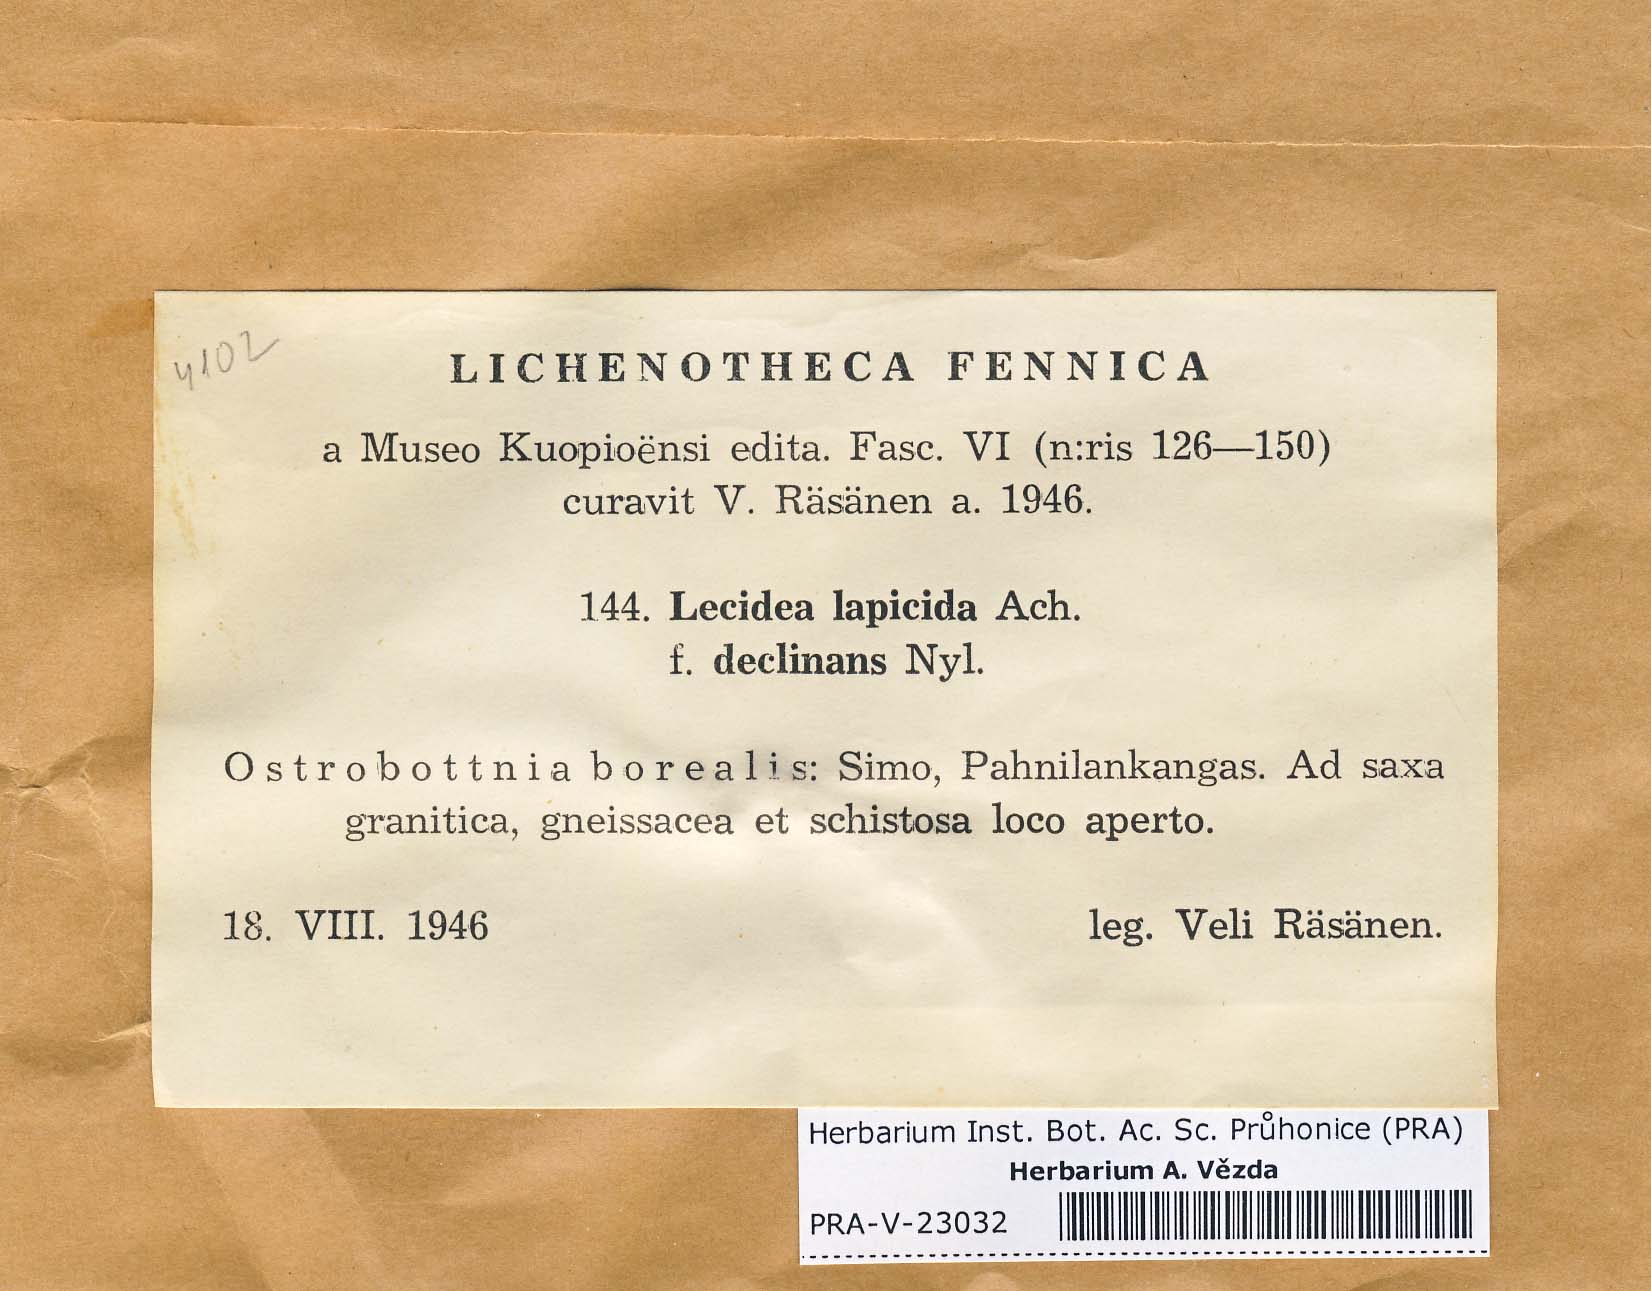 4102
LICHENOTHECA FENNICA
a Museo Kuopioënsi edita. Fasc. VI (n:ris 126—150)
curavit V. Räsänen a. 1946.
144. Lecidea lapicida Ach.
f. declinans Nyl.
Ostrobottnia borealis: Simo, Pahnilankangas. Ad saxa
granitica, gneissacea et schistosa loco aperto.
18. VIII. 1946 leg. Veli Räsänen.
Herbarium Inst. Bot. Ac. Sc. Průhonice (PRA)
Herbarium A. Vězda
PRA-V-23032